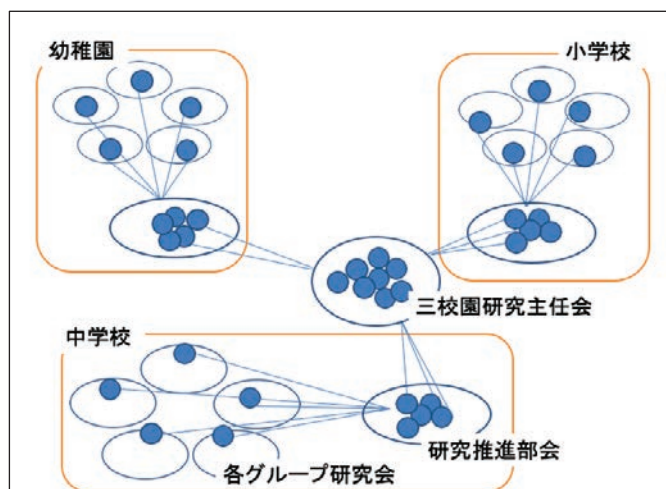 幼稚園
小学校
三校園研究主任会
中学校
研究推進部会
各グループ研究会